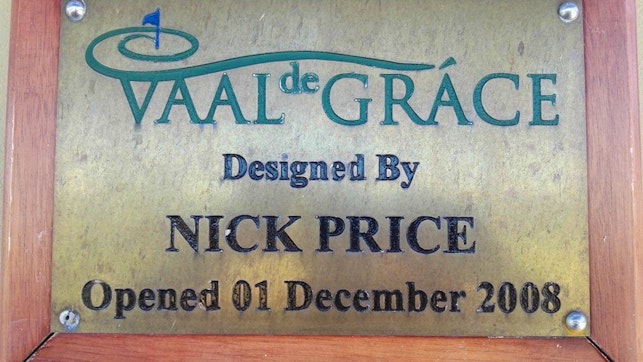 VAAL de GRÁCE
Designed By
NICK PRICE
Opened 01 December 2008